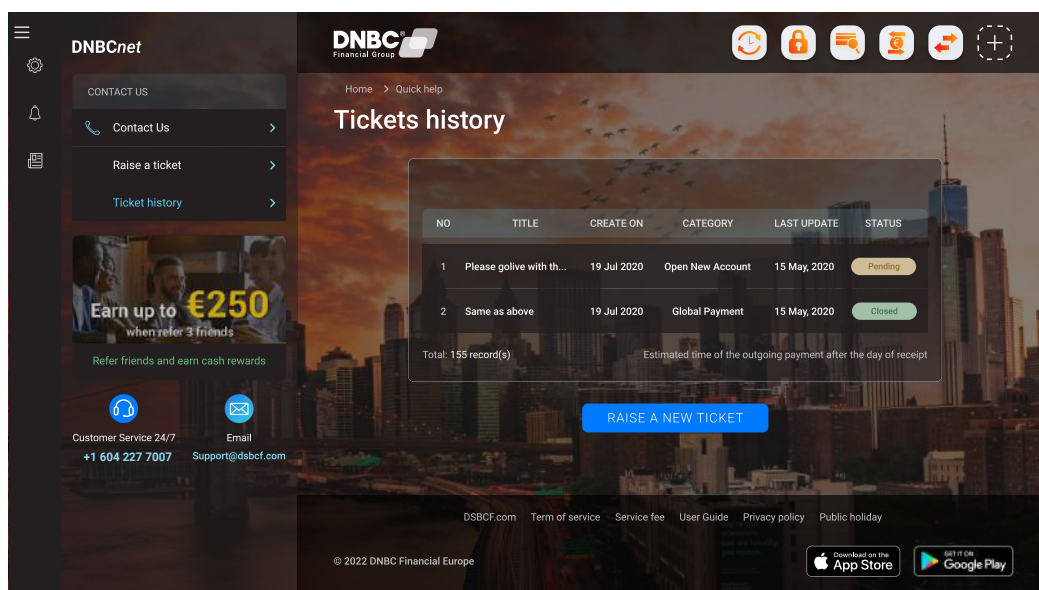 DNBCnet
CONTACT US
Contact Us
Raise a ticket
Ticket history
Earn up to €250
when refer 3 friends
Refer friends and earn cash rewards
Customer Service 24/7
+1 604 227 7007
Email
Support@dsbcf.com
DNBC®
Financial Group
Home > Quick help
Tickets history
NO TITLE CREATE ON CATEGORY LAST UPDATE STATUS
1 Please golive with th... 19 Jul 2020 Open New Account 15 May, 2020 Pending
2 Same as above 19 Jul 2020 Global Payment 15 May, 2020 Closed
Total: 155 record(s) Estimated time of the outgoing payment after the day of receipt
RAISE A NEW TICKET
DSBCF.com Term of service Service fee User Guide Privacy policy Public holiday
© 2022 DNBC Financial Europe
Download on the
App Store
GET IT ON
Google Play